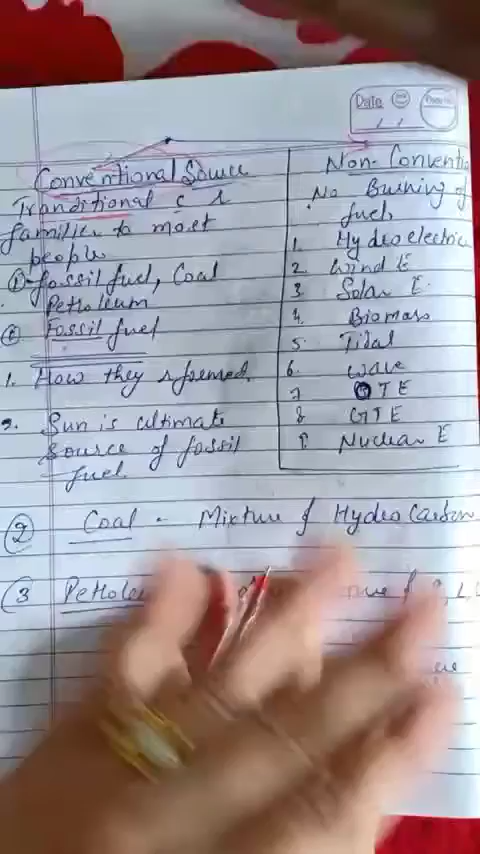 Date
Conventional Source
Tranditional c s
familier to most
people
① fossil fuel, Coal
Petroleum
② Fossil fuel
1. How they s formed.
2. Sun is ultimate
source of fossil
fuel
Non-Conventio
No Burning of
fuel
1. Hydroelectric
2. Wind E
3. Solar E.
4. Biomass
5. Tidal
6. wave
7 OTE
8 GTE
9. Nuclear E
② Coal - Mixture of Hydro Carbon
③ Petrole